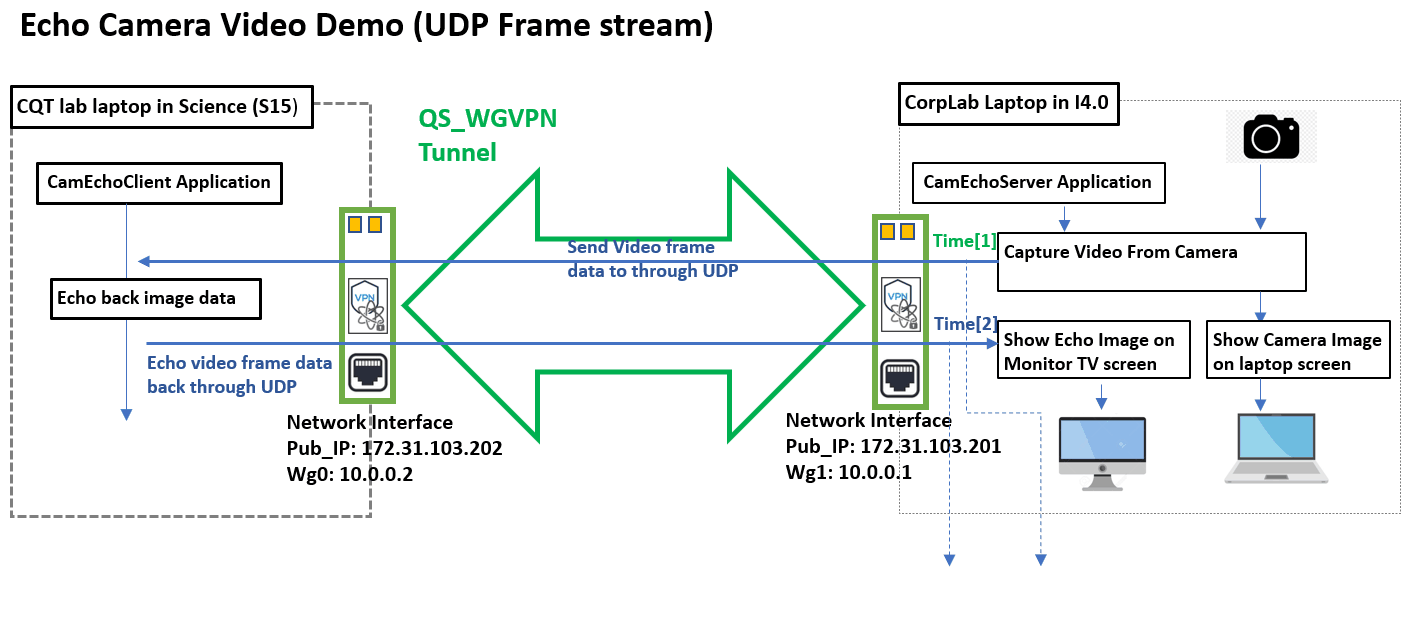 Echo Camera Video Demo (UDP Frame stream)
CQT lab laptop in Science (S15)
CamEchoClient Application
Echo back image data
Echo video frame data
back through UDP
Network Interface
Pub_IP: 172.31.103.202
Wg0: 10.0.0.2
VPN
QS_WGVPN
Tunnel
Send Video frame
data to through UDP
CorpLab Laptop in I4.0
CamEchoServer Application
Time[1]
Capture Video From Camera
VPN
Time[2]
Show Echo Image on
Monitor TV screen
Show Camera Image
on laptop screen
Network Interface
Pub_IP: 172.31.103.201
Wg1: 10.0.0.1